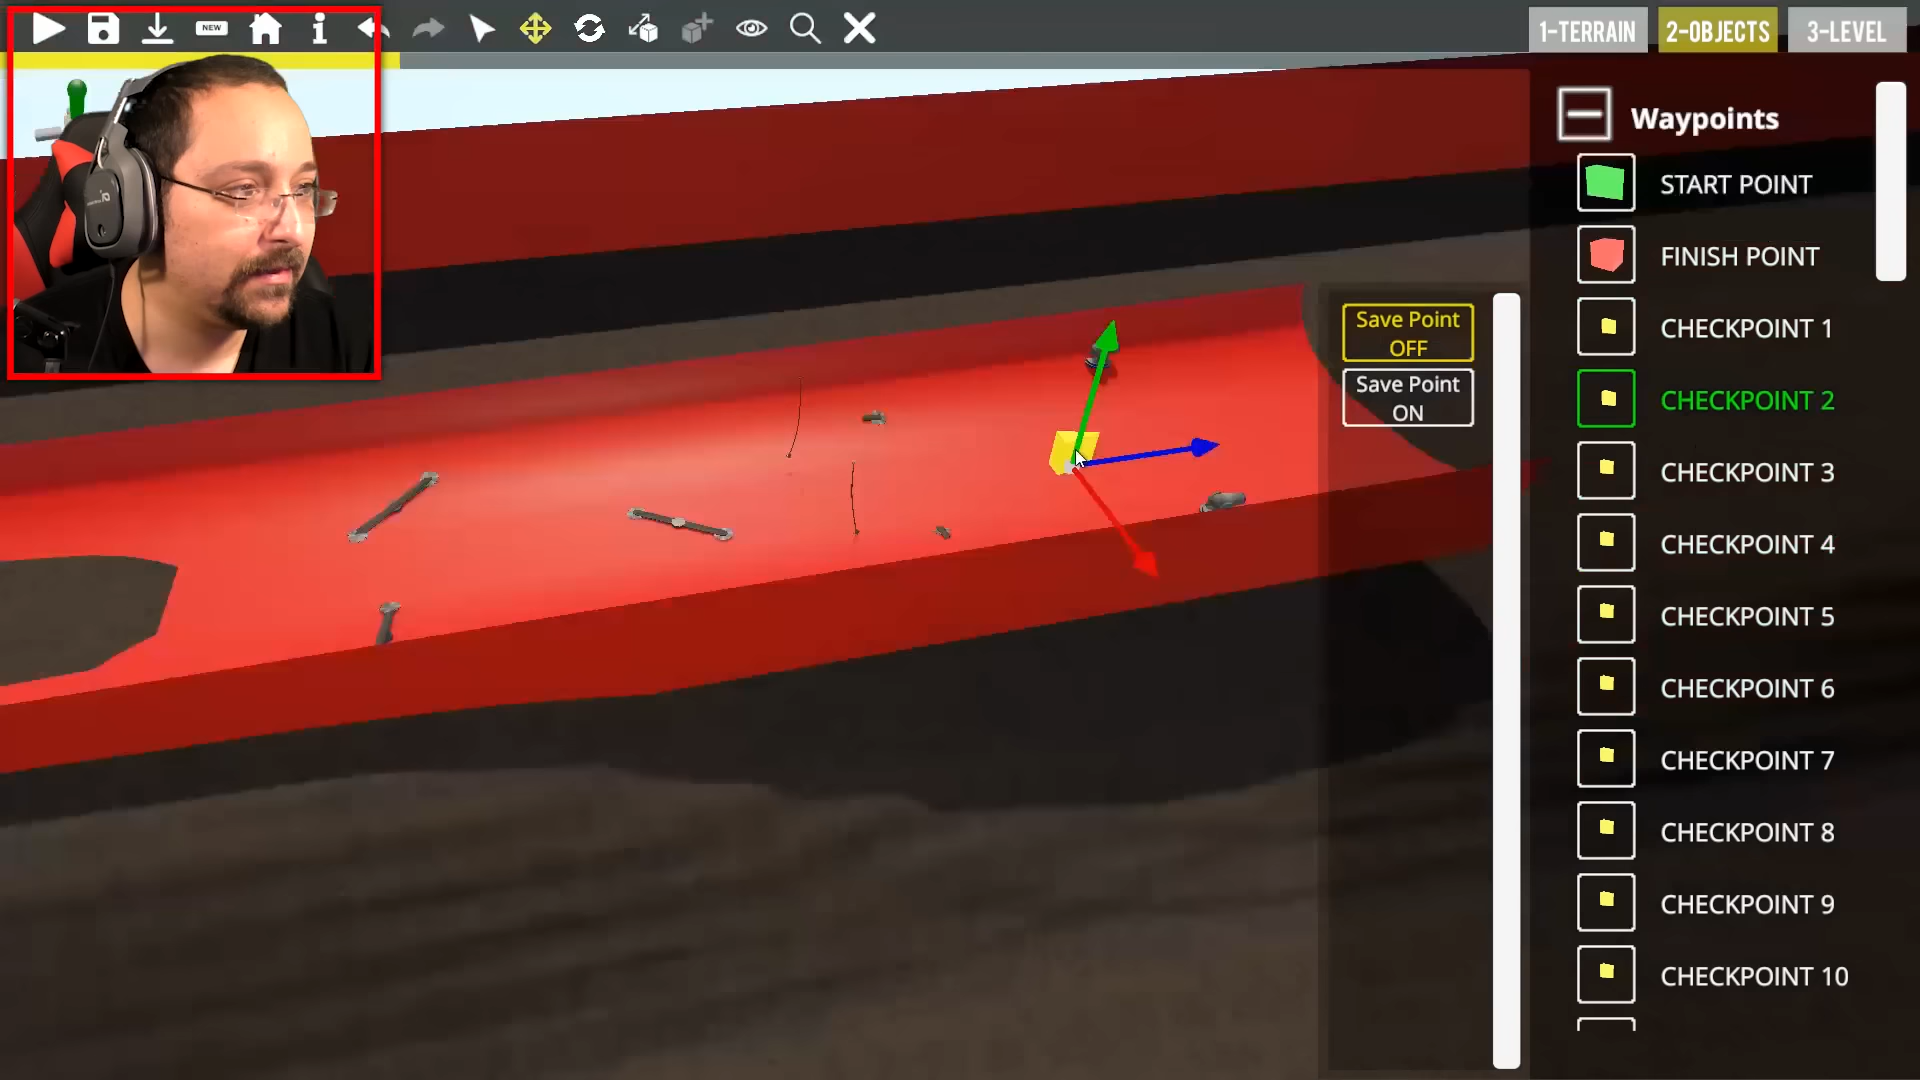 NEW
1-TERRAIN
2-OBJECTS
3-LEVEL
Waypoints
START POINT
FINISH POINT
CHECKPOINT 1
CHECKPOINT 2
CHECKPOINT 3
CHECKPOINT 4
CHECKPOINT 5
CHECKPOINT 6
CHECKPOINT 7
CHECKPOINT 8
CHECKPOINT 9
CHECKPOINT 10
Save Point
OFF
Save Point
ON